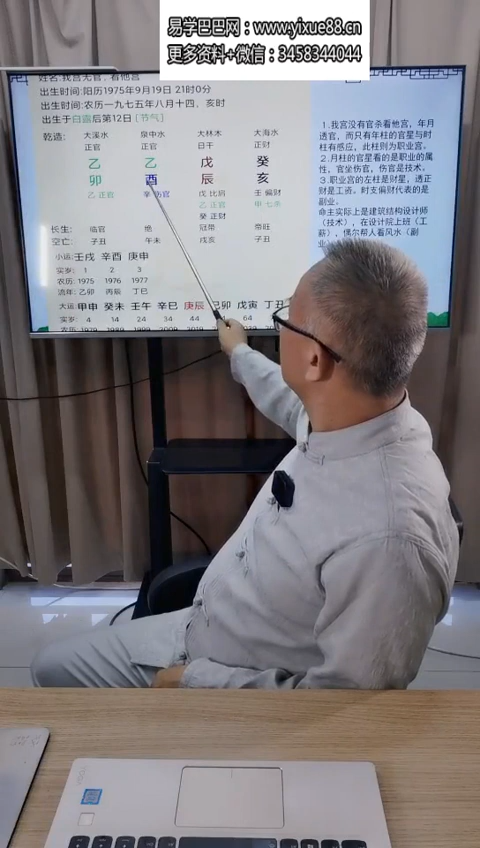 易学巴巴网：www.yixue88.cn
更多资料+微信：3458344044
姓名:我宫无官，看他宫
出生时间:阳历1975年9月19日 21时0分
出生时间:农历一九七五年八月十四，亥时
出生于白露后第12日 [节气]
乾造： 大溪水 泉中水 大林木 大海水
正官 正官 日干 正财
乙 乙 戊 癸
卯 酉 辰 亥
乙 正官 辛 伤官 戊 比肩 壬 偏财
乙 正官 甲 七杀
癸 正财
长生: 临官 绝 冠带 帝旺
空亡: 子丑 午未 戌亥 子丑
小运: 壬戌 辛酉 庚申
实岁: 1 2 3
农历: 1975 1976 1977
流年: 乙卯 丙辰 丁巳
大运: 甲申 癸未 壬午 辛巳 庚辰 己卯 戊寅 丁丑
实岁: 4 14 24 34 44 64
农历: 1979 1989 1999 2009 2019
1.我宫没有官杀看他宫，年月
透官，而只有年柱的官星与时
柱有感应，此柱则为职业宫。
2.月柱的官星看的是职业的属
性，官坐伤官，伤官是技术。
3.职业宫的左柱是财星，透正
财是工资。时支偏财代表的是
副业。
命主实际上是建筑结构设计师
（技术），在设计院上班（工
薪），偶尔帮人看风水（副
业）